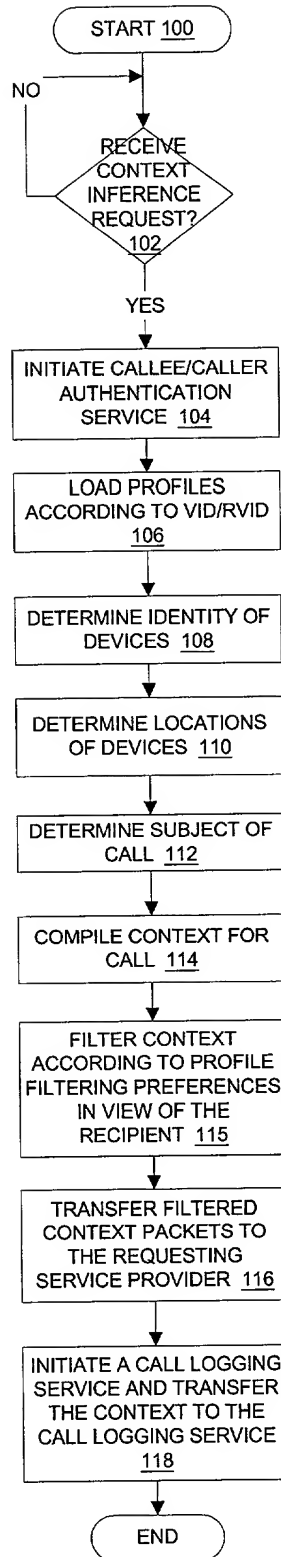 START 100
NO
RECEIVE
CONTEXT
INFERENCE
REQUEST?
102
YES
INITIATE CALLEE/CALLER
AUTHENTICATION
SERVICE 104
LOAD PROFILES
ACCORDING TO VID/RVID
106
DETERMINE IDENTITY OF
DEVICES 108
DETERMINE LOCATIONS
OF DEVICES 110
DETERMINE SUBJECT OF
CALL 112
COMPILE CONTEXT FOR
CALL 114
FILTER CONTEXT
ACCORDING TO PROFILE
FILTERING PREFERENCES
IN VIEW OF THE
RECIPIENT 115
TRANSFER FILTERED
CONTEXT PACKETS TO
THE REQUESTING
SERVICE PROVIDER 116
INITIATE A CALL LOGGING
SERVICE AND TRANSFER
THE CONTEXT TO THE
CALL LOGGING SERVICE
118
END